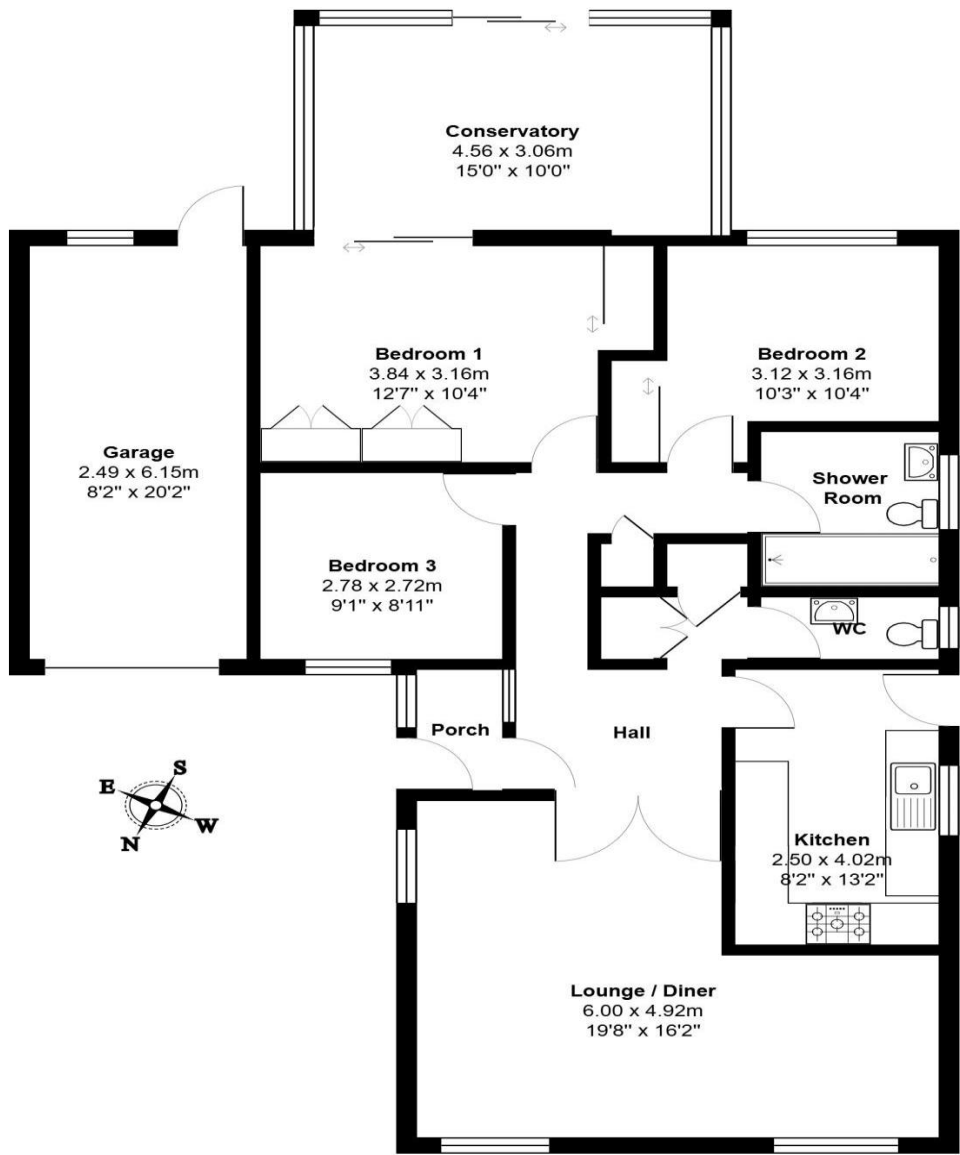 Conservatory
4.56 x 3.06m
15'0" x 10'0"
Bedroom 1
3.84 x 3.16m
12'7" x 10'4"
Bedroom 2
3.12 x 3.16m
10'3" x 10'4"
Garage
2.49 x 6.15m
8'2" x 20'2"
Shower
Room
Bedroom 3
2.78 x 2.72m
9'1" x 8'11"
WC
Porch
Hall
E
S
N
W
Kitchen
2.50 x 4.02m
8'2" x 13'2"
Lounge / Diner
6.00 x 4.92m
19'8" x 16'2"